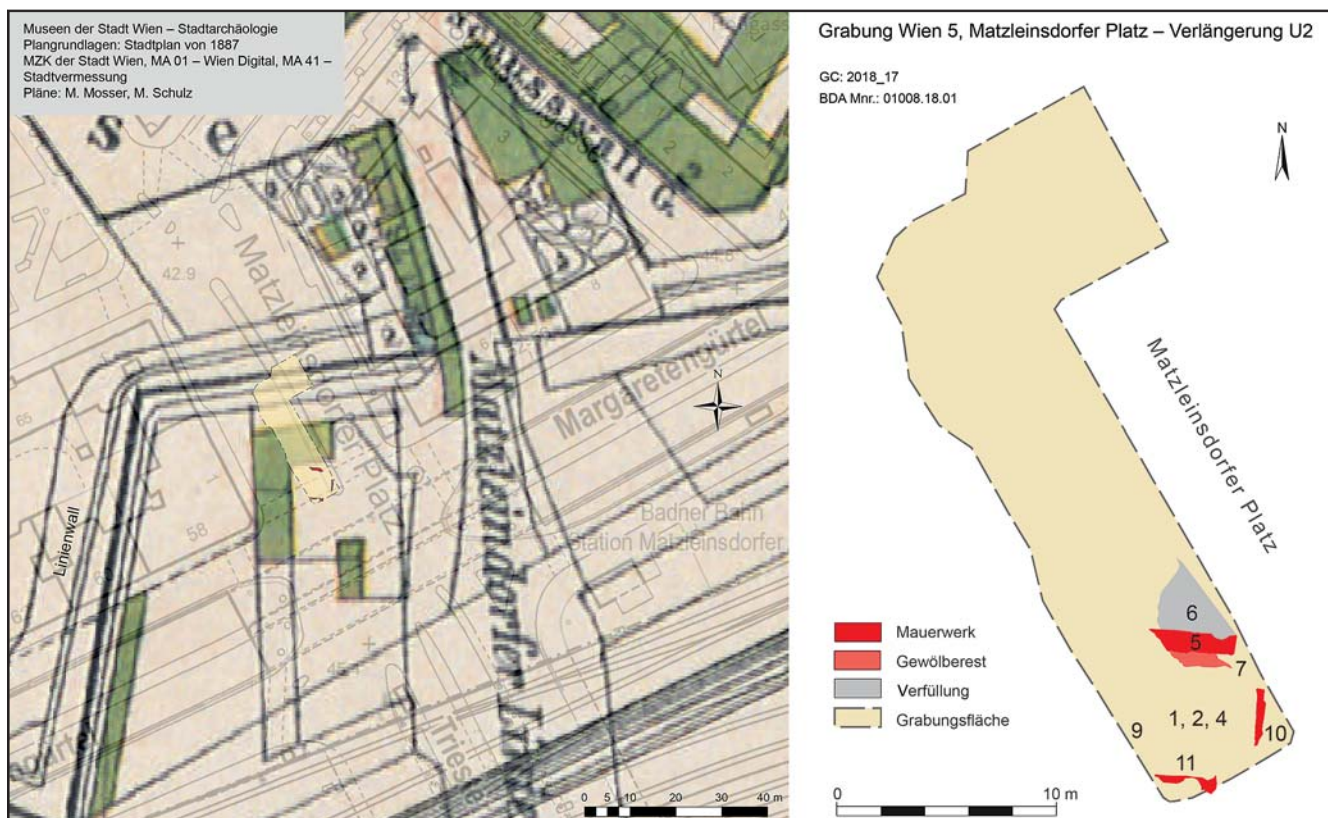 Museen der Stadt Wien – Stadtarchäologie
Plangrundlagen: Stadtplan von 1887
MZK der Stadt Wien, MA 01 – Wien Digital, MA 41 –
Stadtvermessung
Pläne: M. Mosser, M. Schulz
s e
42.9
Matzleinsdorfer Platz
N
Margaretengürtel
Matzleindorfer
Linienwall
65
58
45
Badner Bahn
Station Matzleinsdorfer
Tries
0 5 10 20 30 40 m
Grabung Wien 5, Matzleinsdorfer Platz – Verlängerung U2
GC: 2018_17
BDA Mnr.: 01008.18.01
N
Matzleinsdorfer Platz
6
5
7
1, 2, 4
9
10
11
Mauerwerk
Gewölberest
Verfüllung
Grabungsfläche
0 10 m